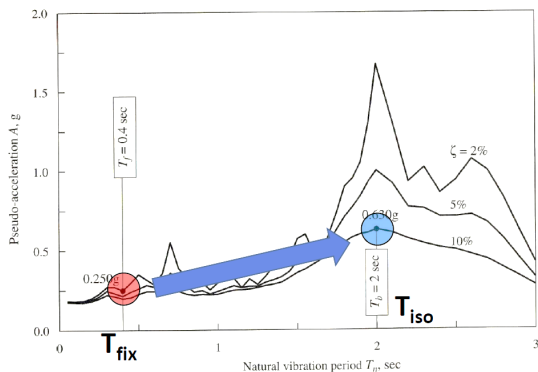 2.0
1.5
1.0
0.5
0.0
Pseudo-acceleration A, g
T_f = 0.4 sec
ζ = 2%
5%
10%
0.250g
0.630g
T_b = 2 sec
0
1
2
3
T_fix
T_iso
Natural vibration period T_n, sec